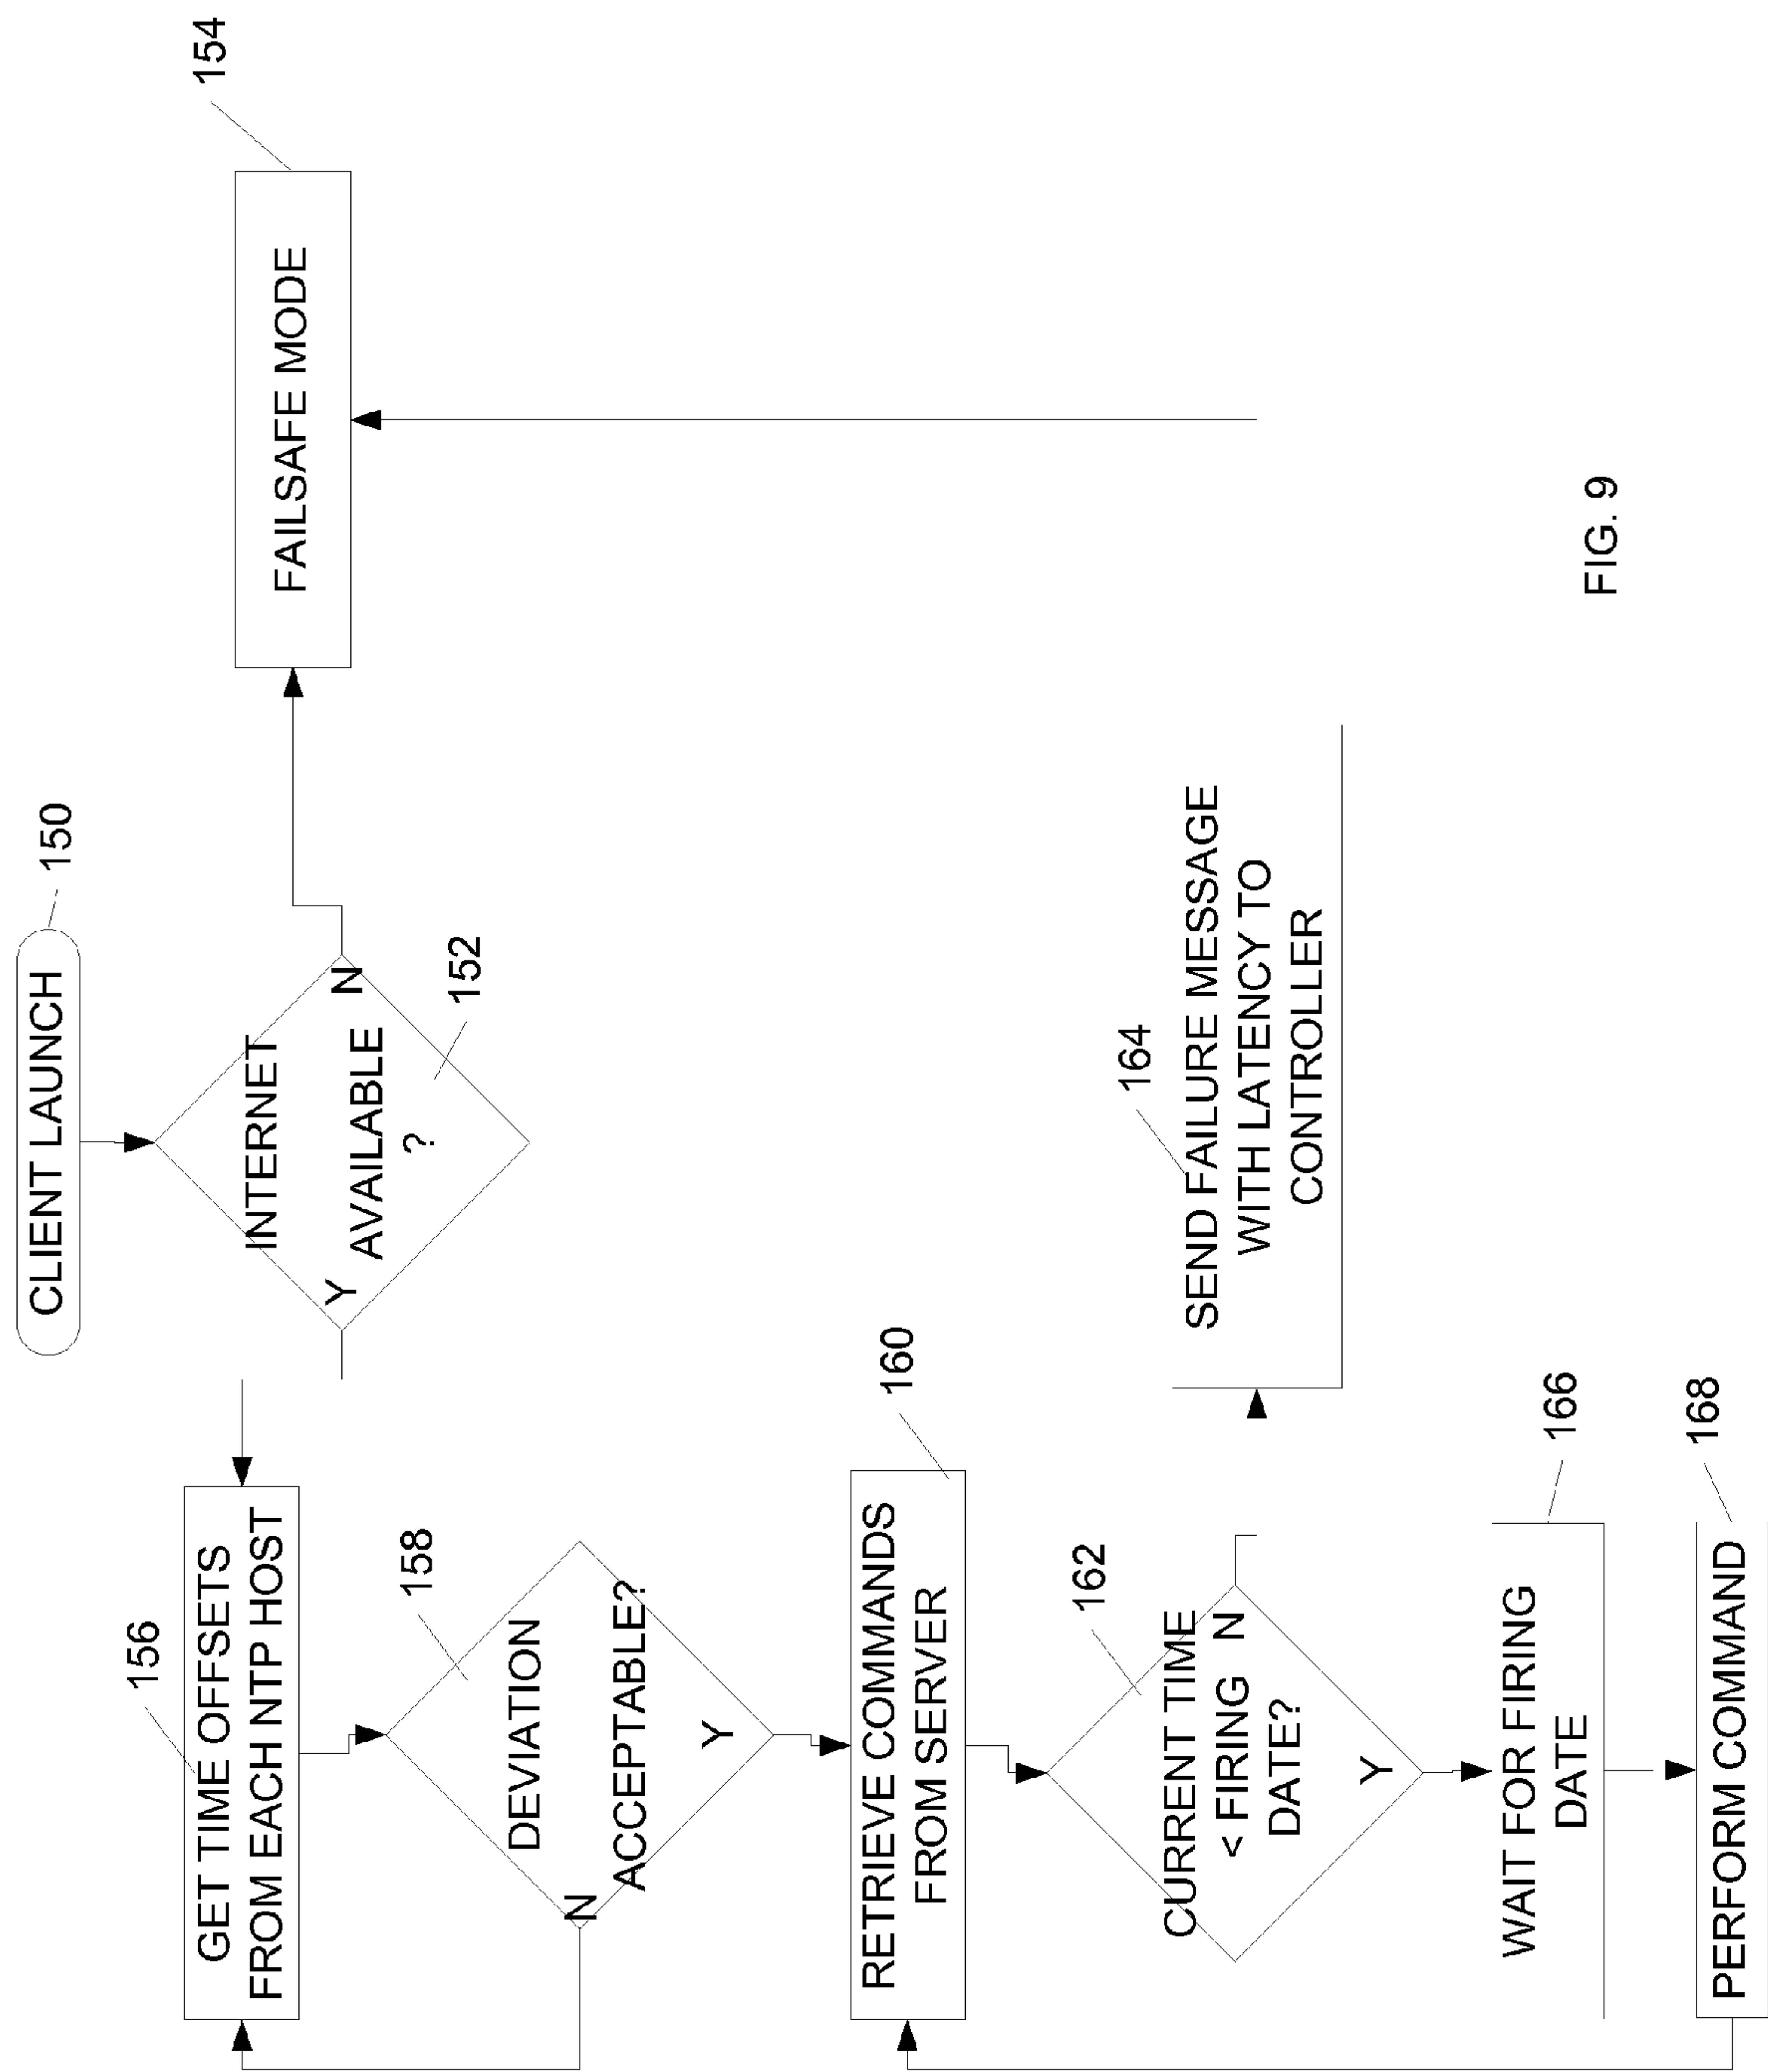 CLIENT LAUNCH
150
INTERNET
AVAILABLE
?
Y
N
152
FAILSAFE MODE
154
156
GET TIME OFFSETS
FROM EACH NTP HOST
158
DEVIATION
ACCEPTABLE?
N
Y
160
RETRIEVE COMMANDS
FROM SERVER
162
CURRENT TIME
< FIRING N
DATE?
Y
164
SEND FAILURE MESSAGE
WITH LATENCY TO
CONTROLLER
WAIT FOR FIRING
DATE
166
PERFORM COMMAND
168
FIG. 9